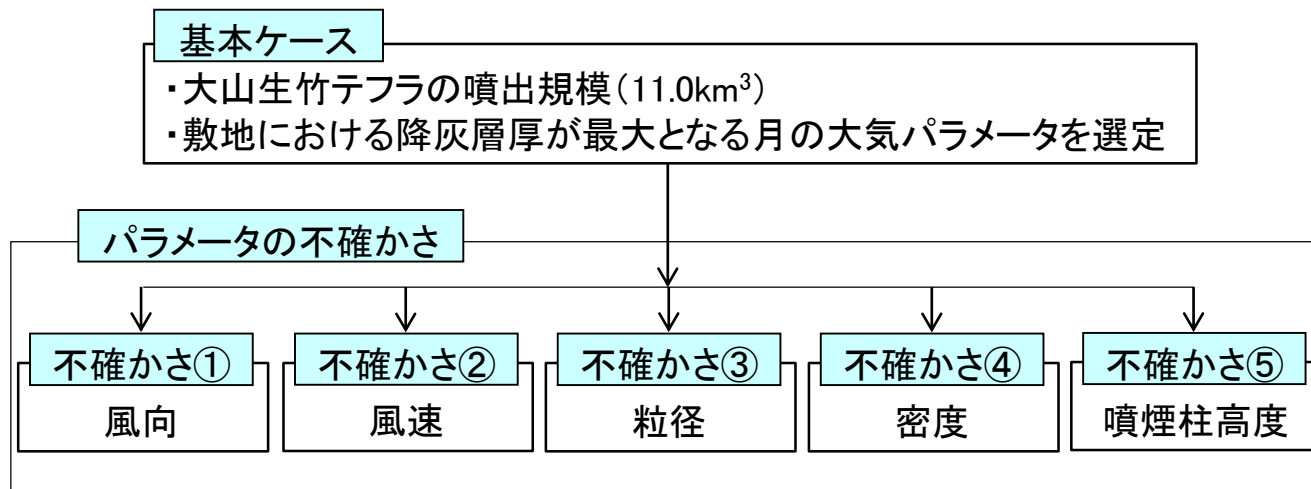 基本ケース
・大山生竹テフラの噴出規模(11.0km³)
・敷地における降灰層厚が最大となる月の大気パラメータを選定
パラメータの不確かさ
不確かさ①
風向
不確かさ②
風速
不確かさ③
粒径
不確かさ④
密度
不確かさ⑤
噴煙柱高度